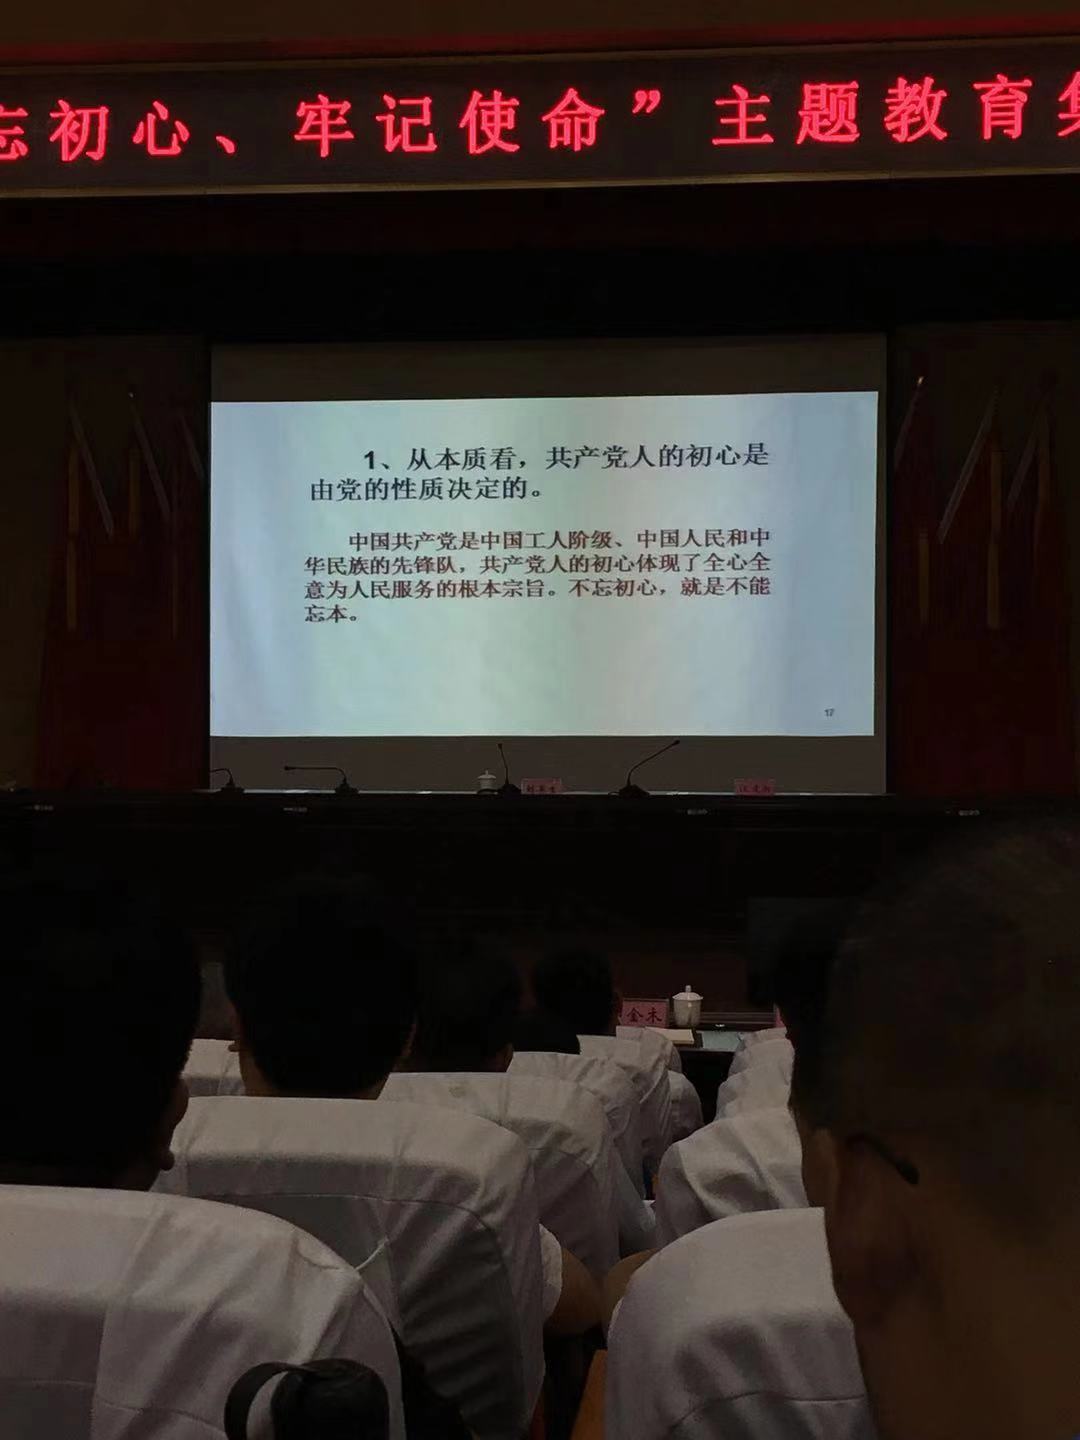 忘初心、牢记使命”主题教育集
1、从本质看，共产党人的初心是
由党的性质决定的。
中国共产党是中国工人阶级、中国人民和中
华民族的先锋队，共产党人的初心体现了全心全
意为人民服务的根本宗旨。不忘初心，就是不能
忘本。
17
金木